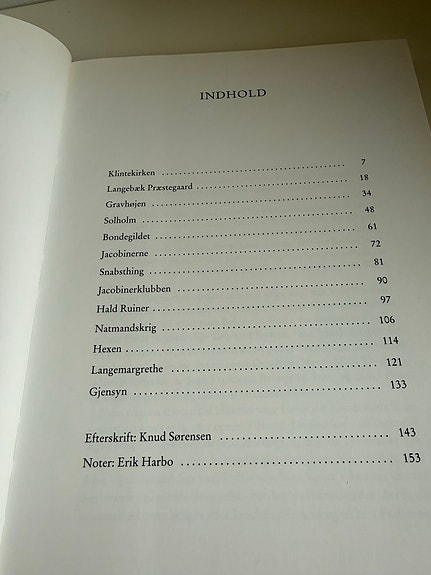 INDHOLD
Klintekirken ........................................ 7
Langebæk Præstegaard ........................................ 18
Gravhøjen ........................................ 34
Solholm ........................................ 48
Bondegildet ........................................ 61
Jacobinerne ........................................ 72
Snabsthing ........................................ 81
Jacobinerklubben ........................................ 90
Hald Ruiner ........................................ 97
Natmandskrig ........................................ 106
Hexen ........................................ 114
Langemargrethe ........................................ 121
Gjensyn ........................................ 133
Efterskrift: Knud Sørensen ........................................ 143
Noter: Erik Harbo ........................................ 153